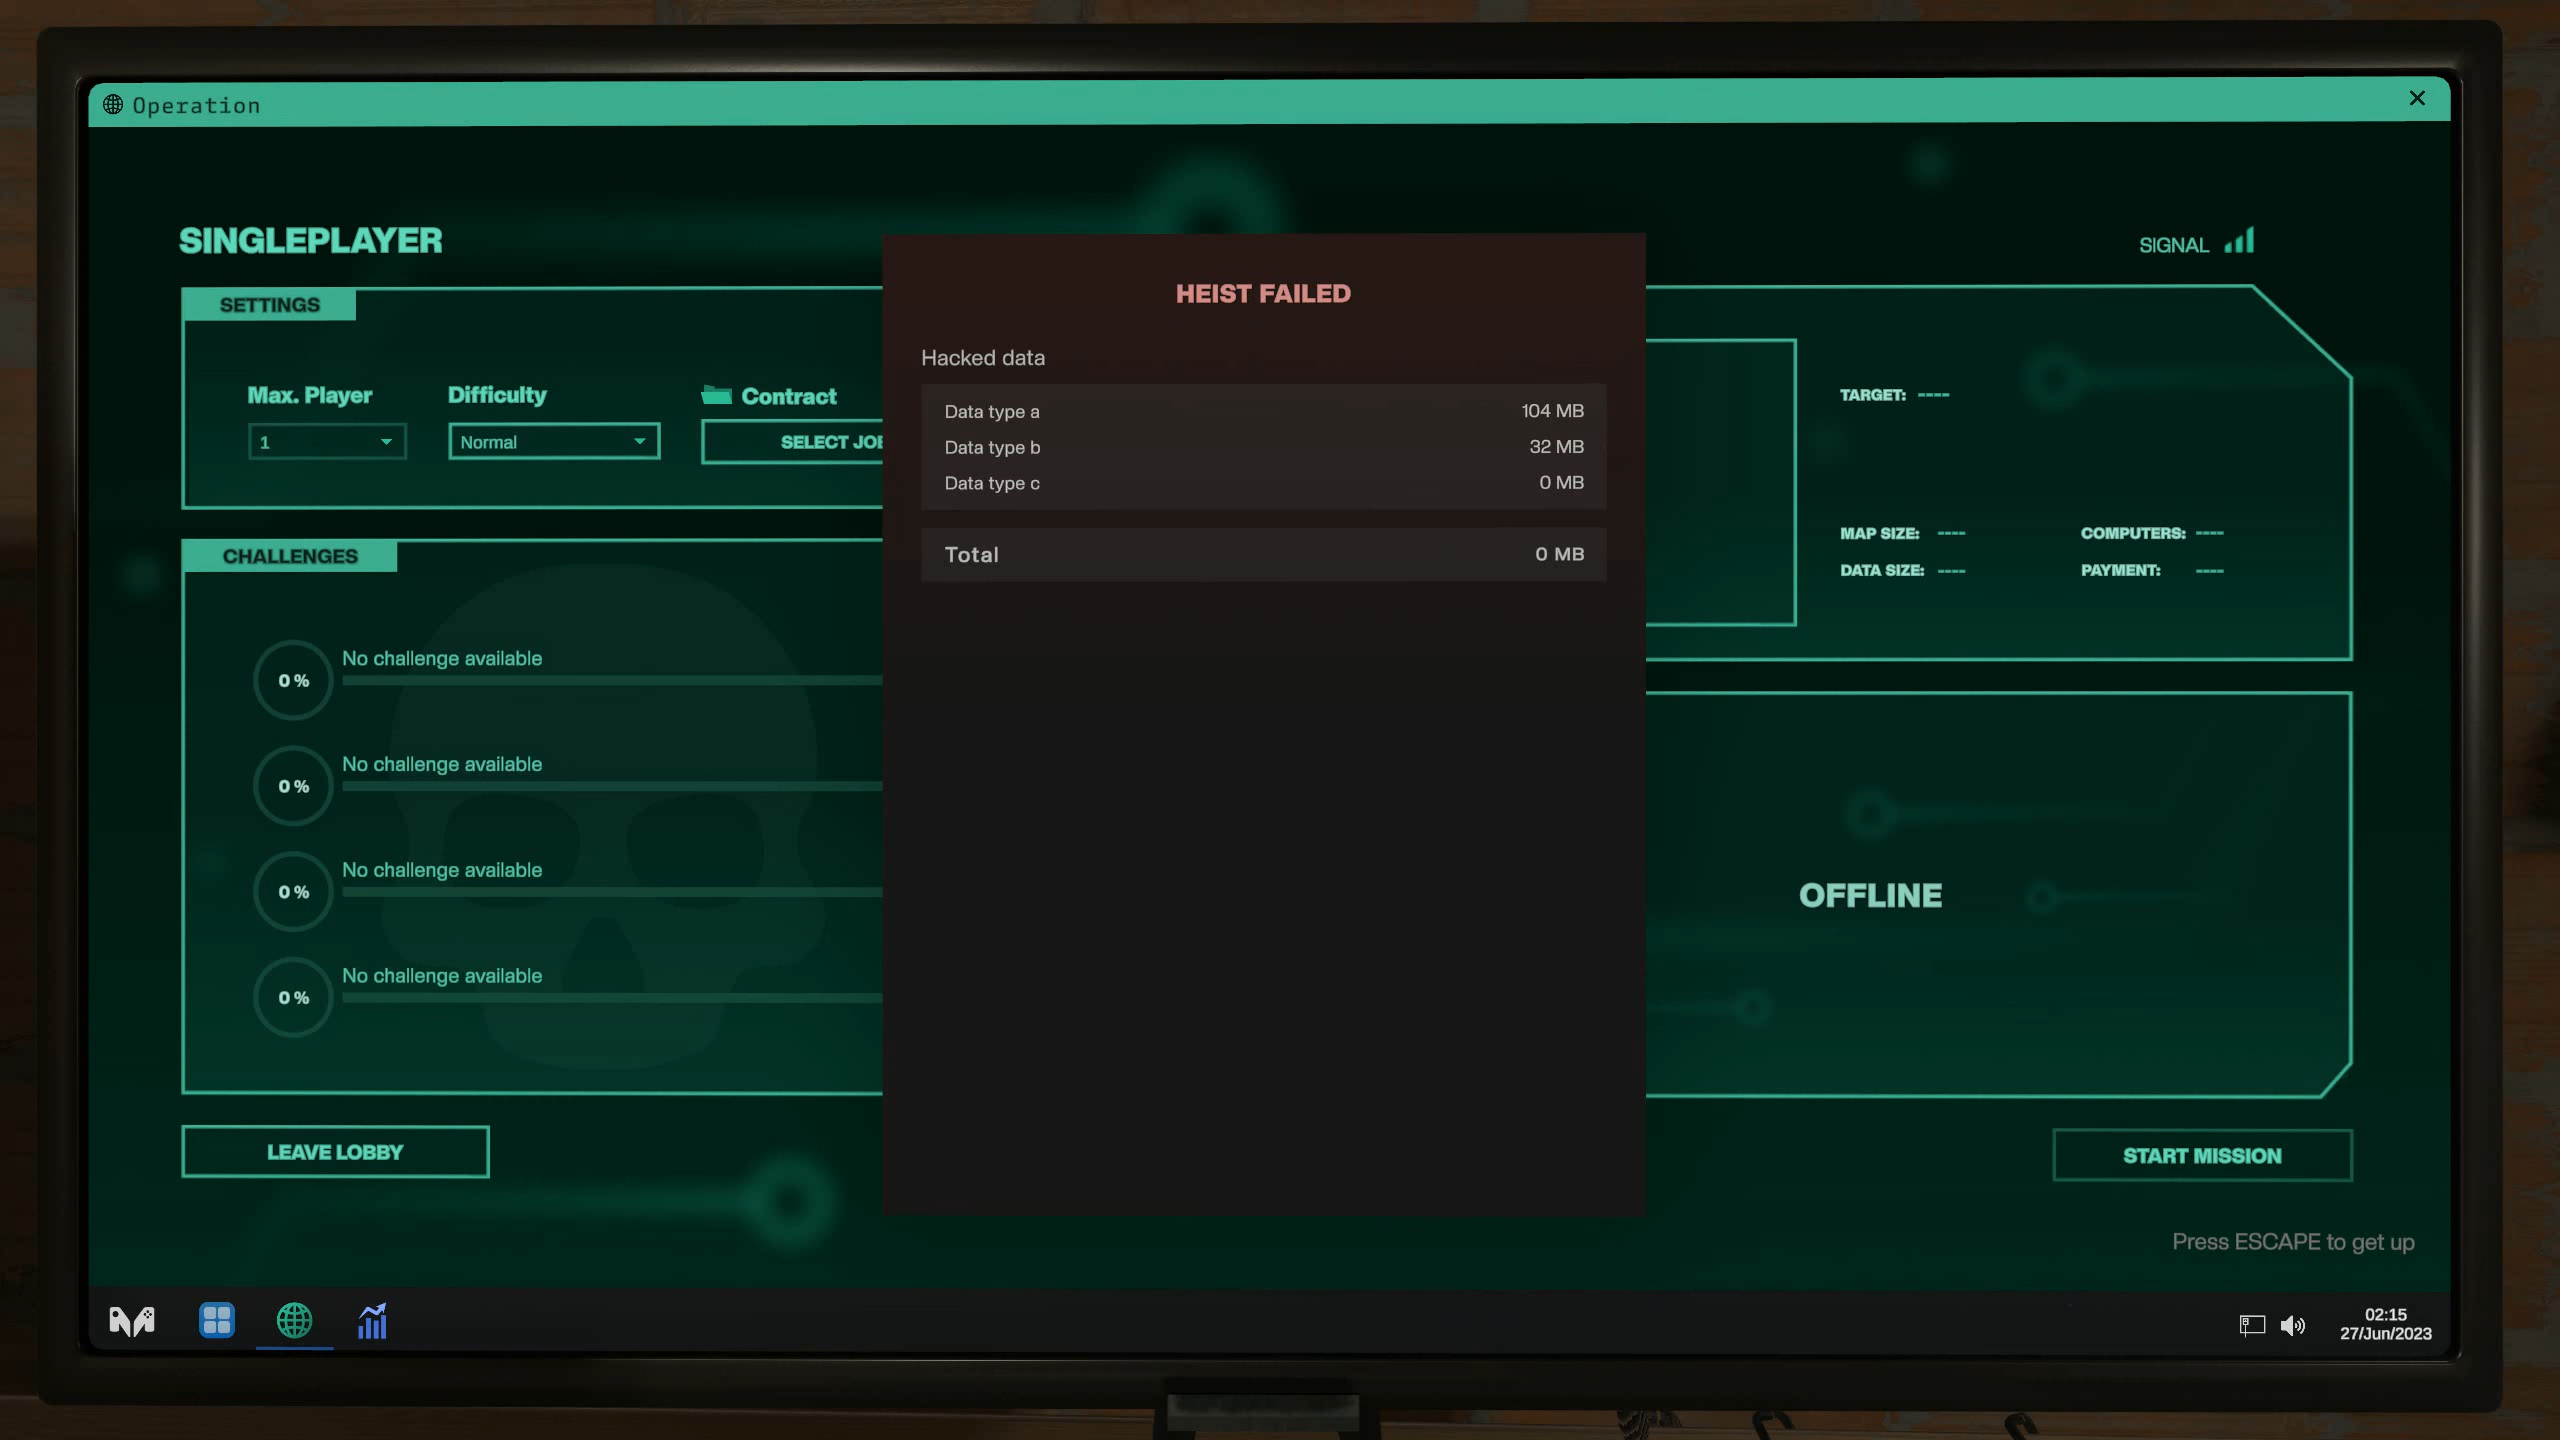 Operation
SINGLEPLAYER
SIGNAL
SETTINGS
Max. Player
Difficulty
Contract
1
Normal
SELECT JOB
CHALLENGES
0 %
No challenge available
0 %
No challenge available
0 %
No challenge available
0 %
No challenge available
LEAVE LOBBY
HEIST FAILED
Hacked data
Data type a 104 MB
Data type b 32 MB
Data type c 0 MB
Total 0 MB
TARGET: ----
MAP SIZE: ---- COMPUTERS: ----
DATA SIZE: ---- PAYMENT: ----
OFFLINE
START MISSION
Press ESCAPE to get up
02:15
27/Jun/2023